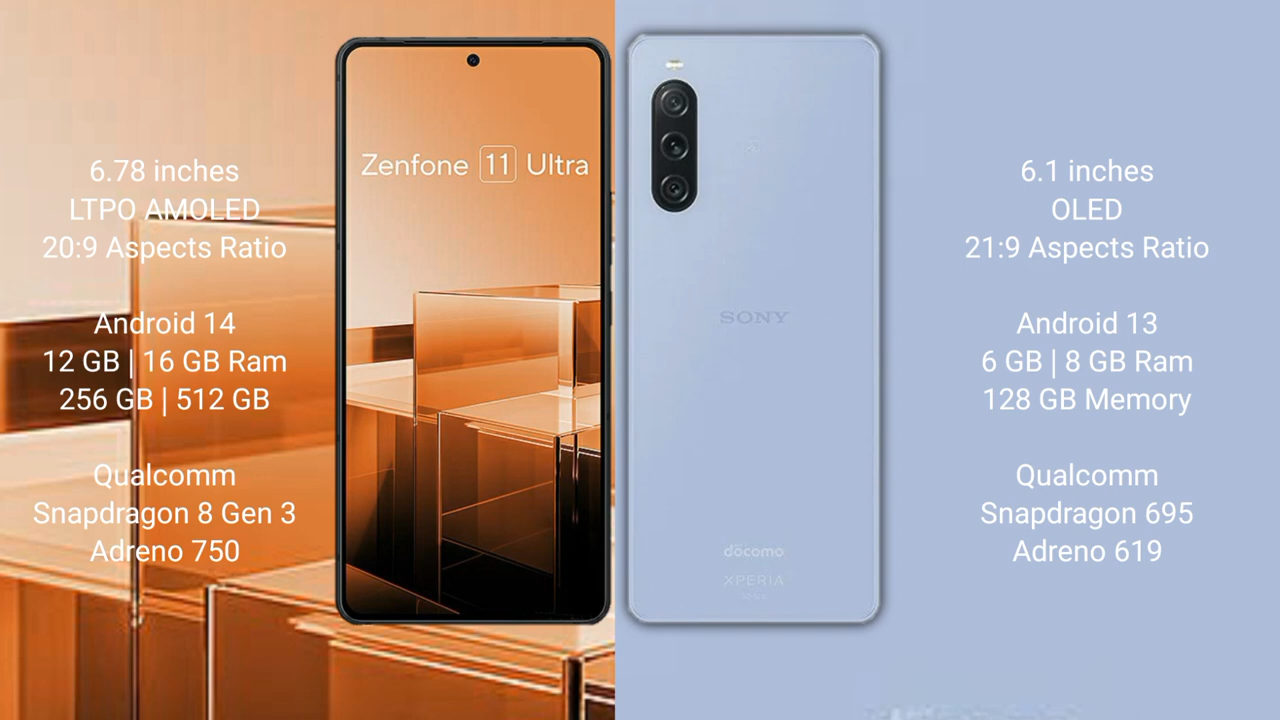 6.78 inches
LTPO AMOLED
20:9 Aspects Ratio
Android 14
12 GB | 16 GB Ram
256 GB | 512 GB
Qualcomm
Snapdragon 8 Gen 3
Adreno 750
Zenfone 11 Ultra
SONY
döcomo
XPERIA
6.1 inches
OLED
21:9 Aspects Ratio
Android 13
6 GB | 8 GB Ram
128 GB Memory
Qualcomm
Snapdragon 695
Adreno 619